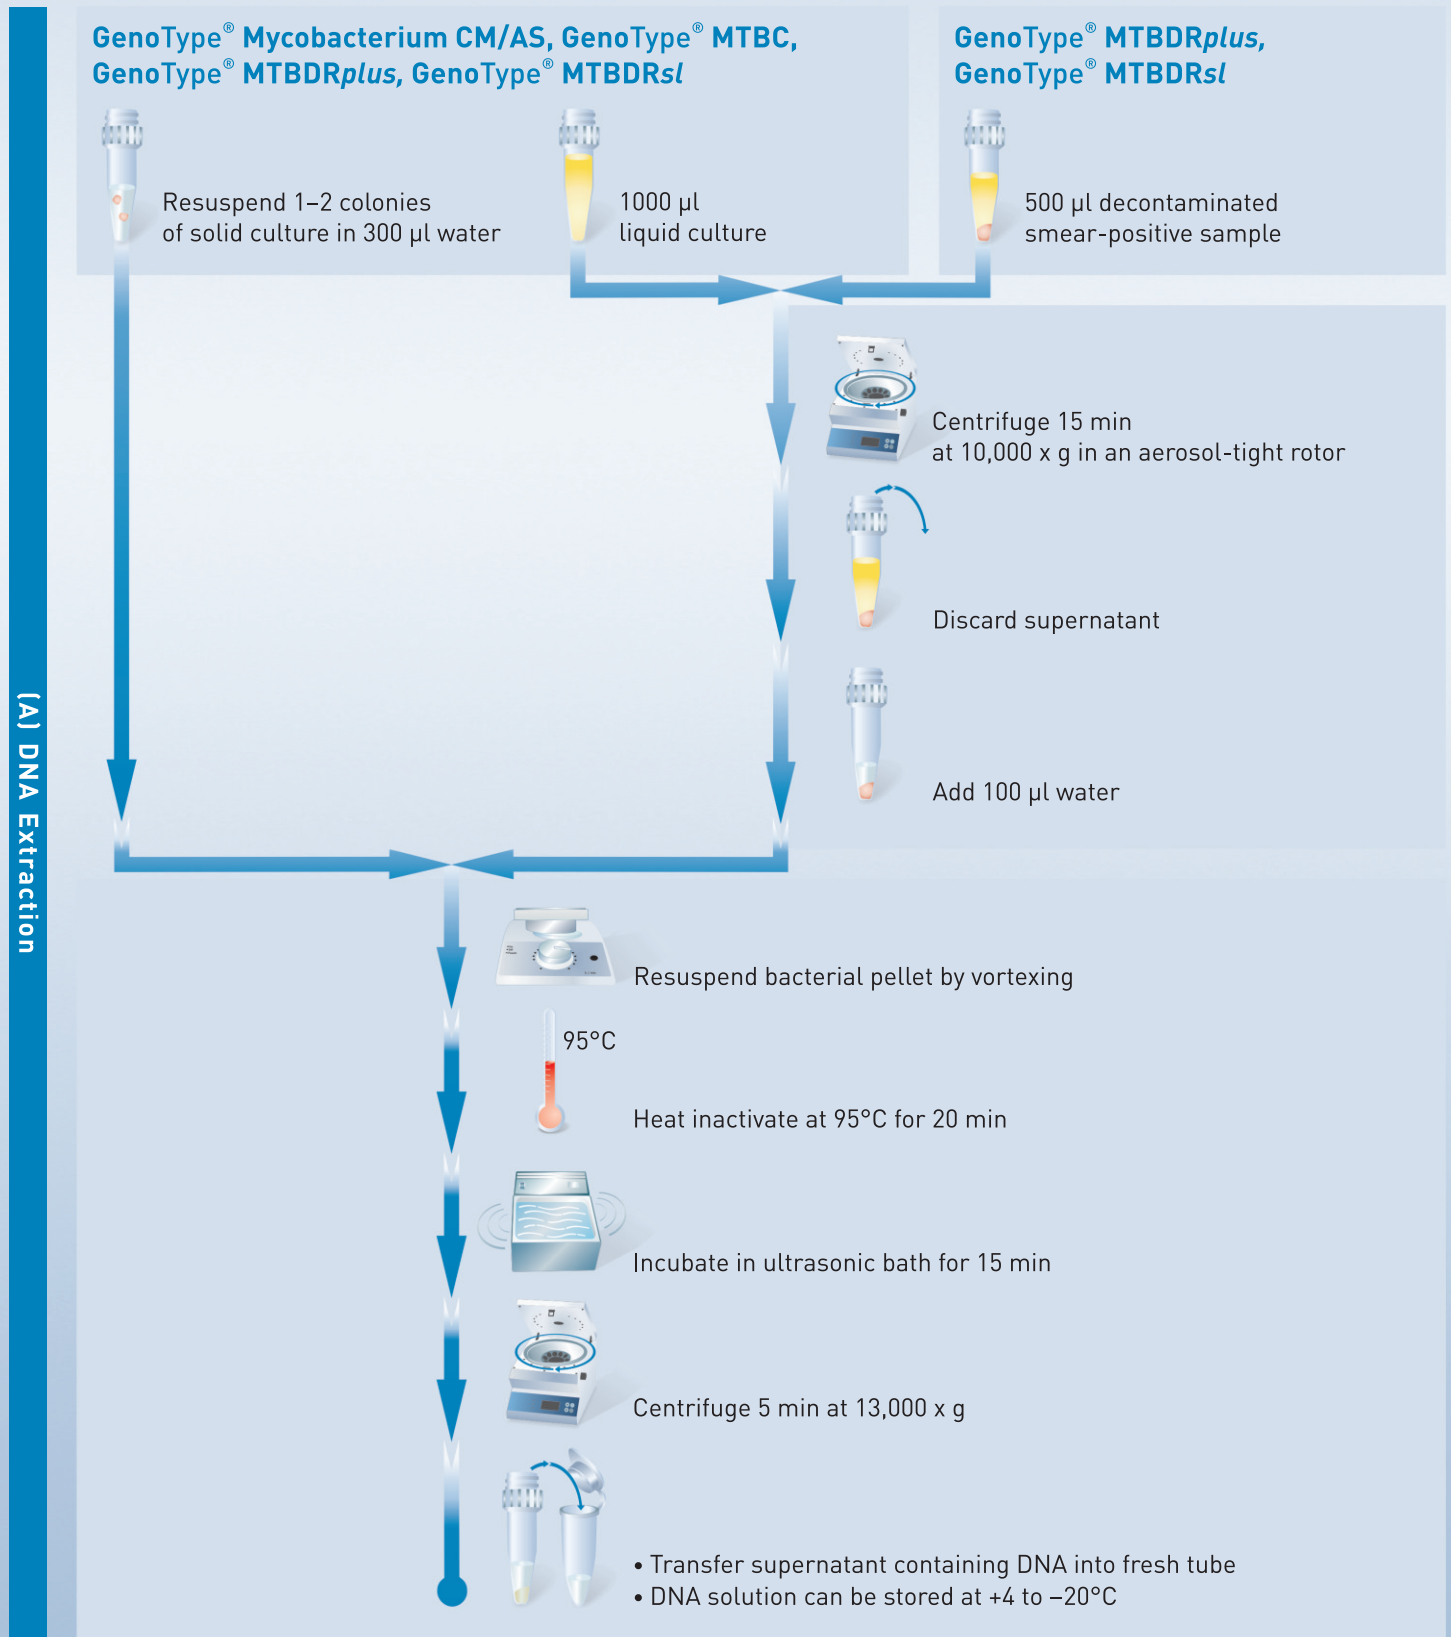 GenoType® Mycobacterium CM/AS, GenoType® MTBC,
GenoType® MTBDRplus, GenoType® MTBDRsl
GenoType® MTBDRplus,
GenoType® MTBDRsl
Resuspend 1–2 colonies
of solid culture in 300 µl water
1000 µl
liquid culture
500 µl decontaminated
smear-positive sample
Centrifuge 15 min
at 10,000 x g in an aerosol-tight rotor
Discard supernatant
Add 100 µl water
(A) DNA Extraction
Resuspend bacterial pellet by vortexing
95°C
Heat inactivate at 95°C for 20 min
Incubate in ultrasonic bath for 15 min
Centrifuge 5 min at 13,000 x g
• Transfer supernatant containing DNA into fresh tube
• DNA solution can be stored at +4 to –20°C